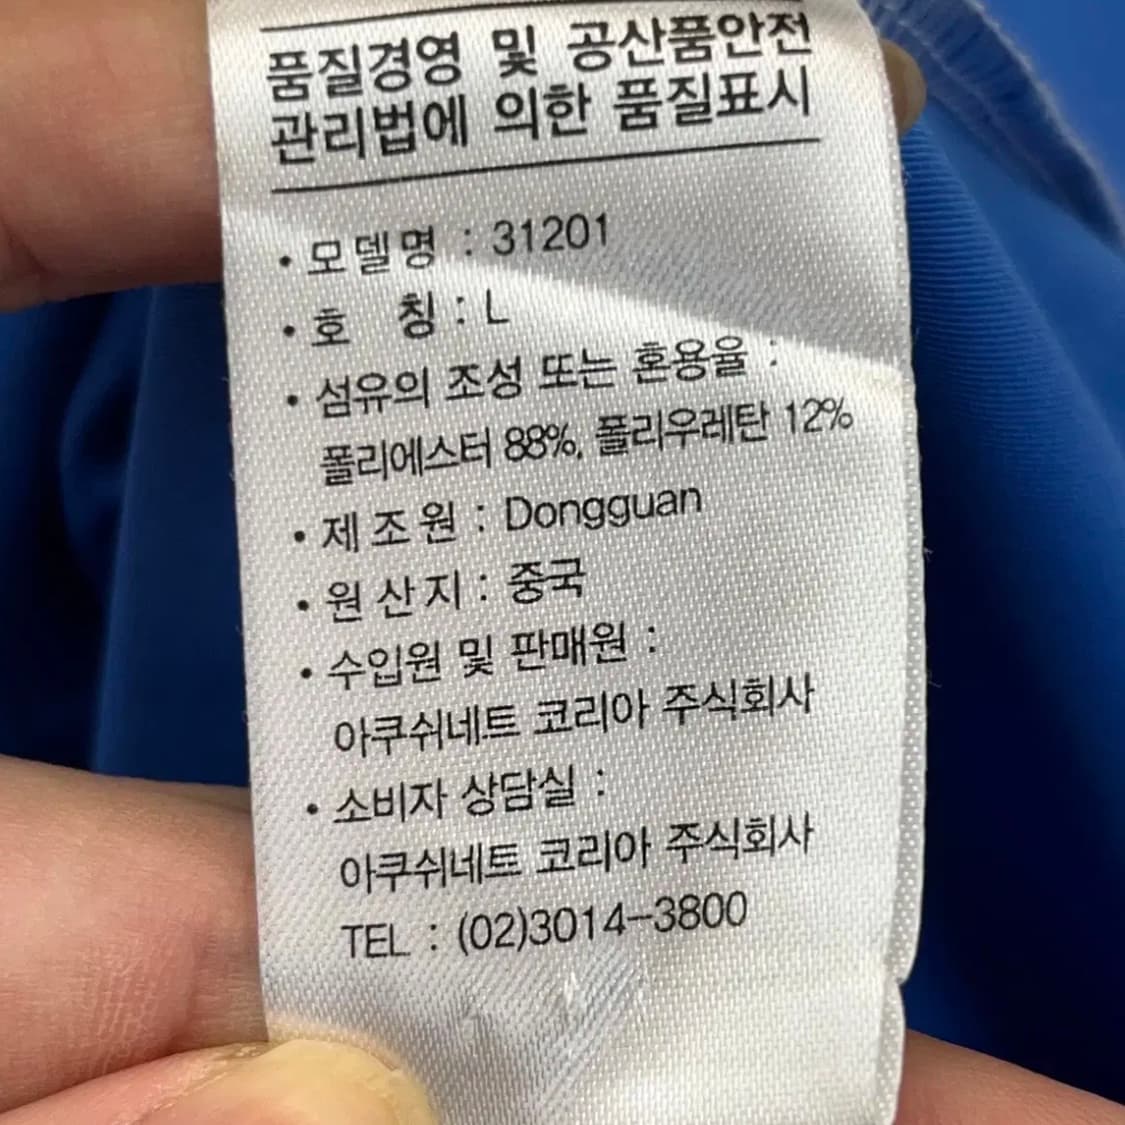 품질경영 및 공산품안전
관리법에 의한 품질표시
• 모델명 : 31201
• 호 칭 : L
• 섬유의 조성 또는 혼용율 :
폴리에스터 88%, 폴리우레탄 12%
• 제조원 : Dongguan
• 원산지 : 중국
• 수입원 및 판매원 :
아쿠쉬네트 코리아 주식회사
• 소비자 상담실 :
아쿠쉬네트 코리아 주식회사
TEL : (02)3014-3800